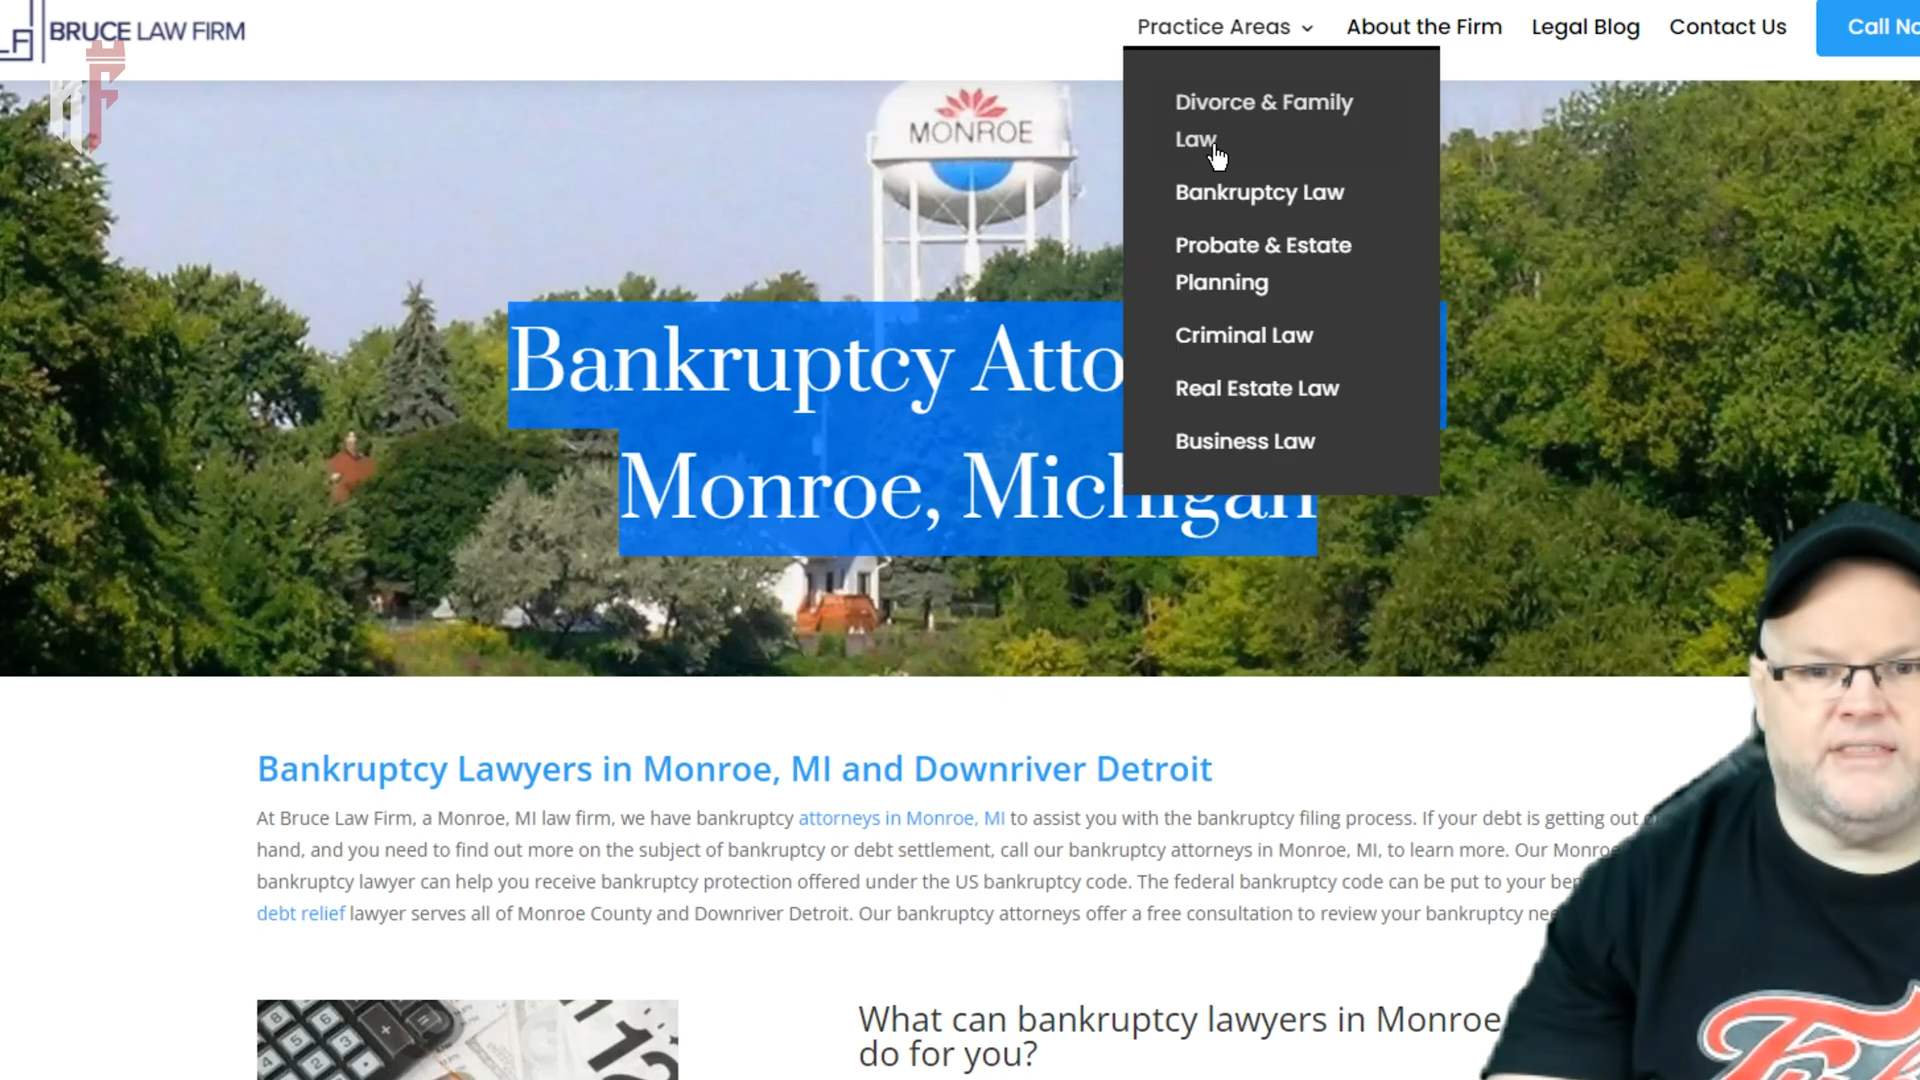 BRUCE LAW FIRM
Practice Areas
About the Firm
Legal Blog
Contact Us
Call
Divorce & Family
Law
Bankruptcy Law
Probate & Estate
Planning
Criminal Law
Real Estate Law
Business Law
MONROE
Bankruptcy
Monroe, Michigan
Bankruptcy Lawyers in Monroe, MI and Downriver Detroit
At Bruce Law Firm, a Monroe, MI law firm, we have bankruptcy attorneys in Monroe, MI to assist you with the bankruptcy filing process. If your debt is getting out of
hand, and you need to find out more on the subject of bankruptcy or debt settlement, call our bankruptcy attorneys in Monroe, MI, to learn more. Our Monroe
bankruptcy lawyer can help you receive bankruptcy protection offered under the US bankruptcy code. The federal bankruptcy code can be put to your
debt relief lawyer serves all of Monroe County and Downriver Detroit. Our bankruptcy attorneys offer a free consultation to review your bankruptcy
What can bankruptcy lawyers in Monroe
do for you?